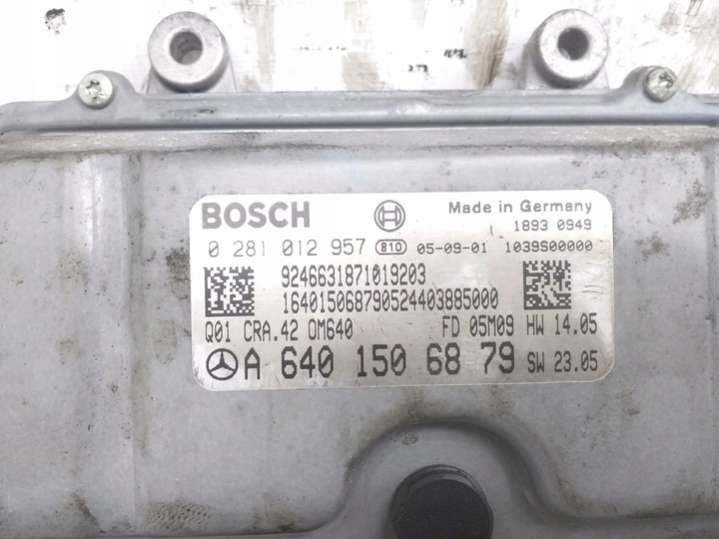 BOSCH Made in Germany
1893 0949
0 281 012 957 810 05-09-01 1039S00000
9246631871019203
164015068790524403885000
Q01 CRA.42 OM640 FD 05M09 HW 14.05
A 640 150 68 79 SW 23.05